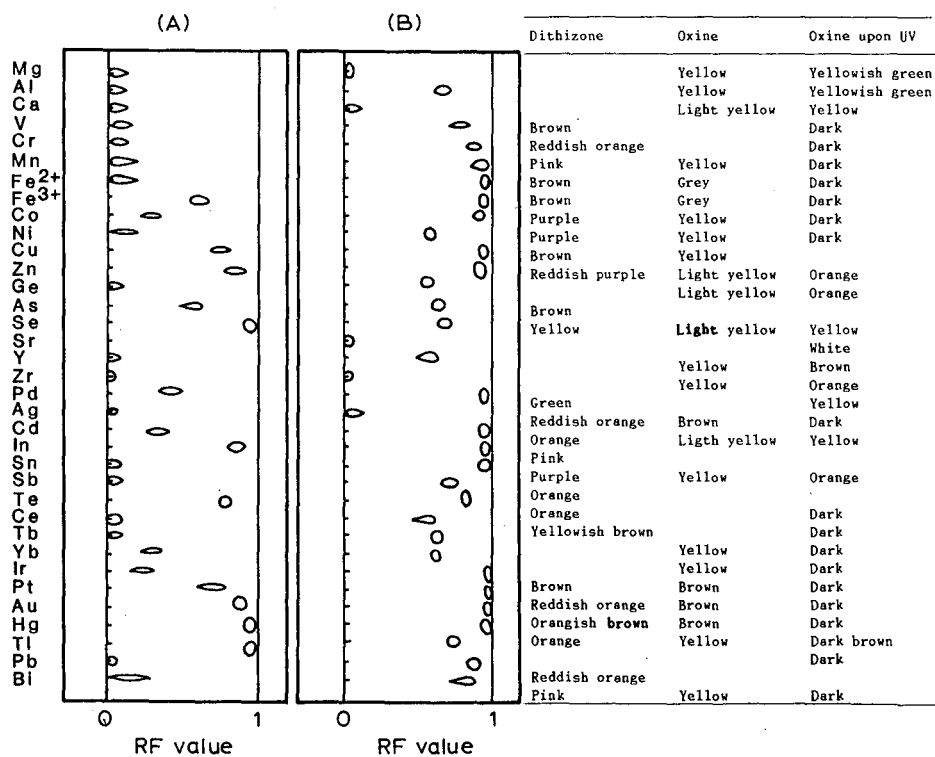 (A) (B)
Dithizone Oxine Oxine upon UV
Mg Yellow Yellowish green
Al Yellow Yellowish green
Ca Light yellow Yellow
V Brown Dark
Cr Reddish orange Dark
Mn Pink Yellow Dark
Fe2+ Brown Grey Dark
Fe3+ Brown Grey Dark
Co Purple Yellow Dark
Ni Purple Yellow Dark
Cu Brown Yellow
Zn Reddish purple Light yellow Orange
Ge Light yellow Orange
As Brown
Se Yellow Light yellow Yellow
Sr White
Y Yellow Brown
Zr Yellow Orange
Pd Green Yellow
Ag Reddish orange Brown Dark
Cd Orange Ligth yellow Yellow
In Pink
Sn Purple Yellow Orange
Sb Orange
Te Orange Dark
Ce Yellowish brown Dark
Tb Yellow Dark
Yb Yellow Dark
Ir Brown Brown Dark
Pt Reddish orange Brown Dark
Au Orangish brown Brown Dark
Hg Orange Yellow Dark brown
Tl Dark
Pb Reddish orange
Bi Pink Yellow Dark
0 1 0 1
RF value RF value